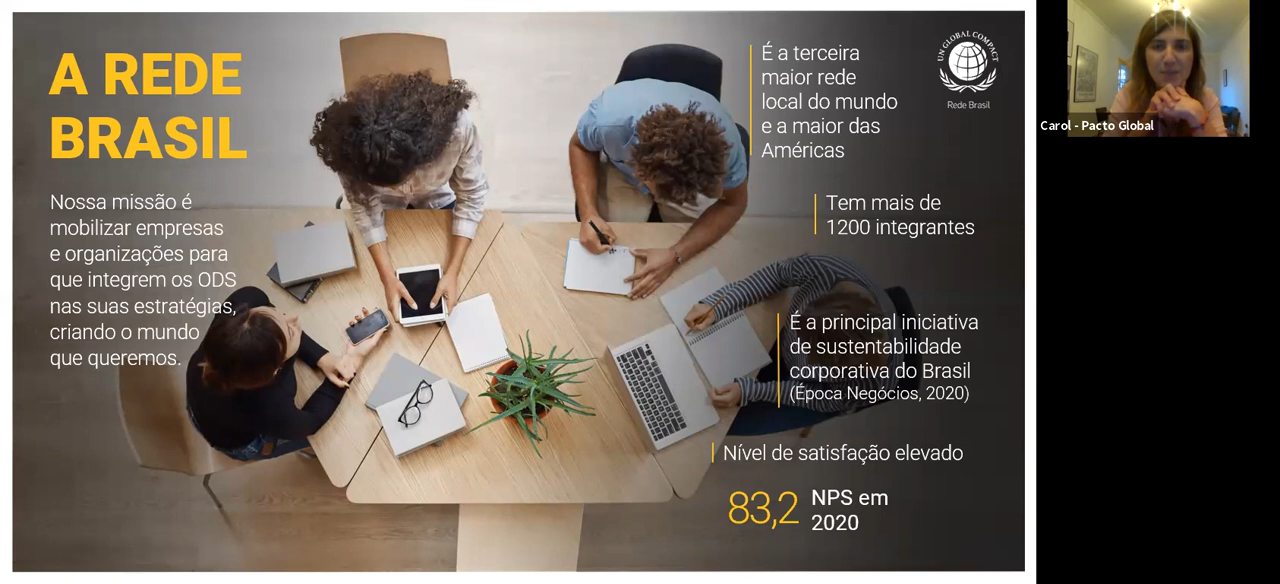 A REDE
BRASIL
Nossa missão é
mobilizar empresas
e organizações para
que integrem os ODS
nas suas estratégias,
criando o mundo
que queremos.
É a terceira
maior rede
local do mundo
e a maior das
Américas
UN GLOBAL COMPACT
Rede Brasil
Tem mais de
1200 integrantes
É a principal iniciativa
de sustentabilidade
corporativa do Brasil
(Época Negócios, 2020)
Nível de satisfação elevado
83,2 NPS em
2020
Carol - Pacto Global